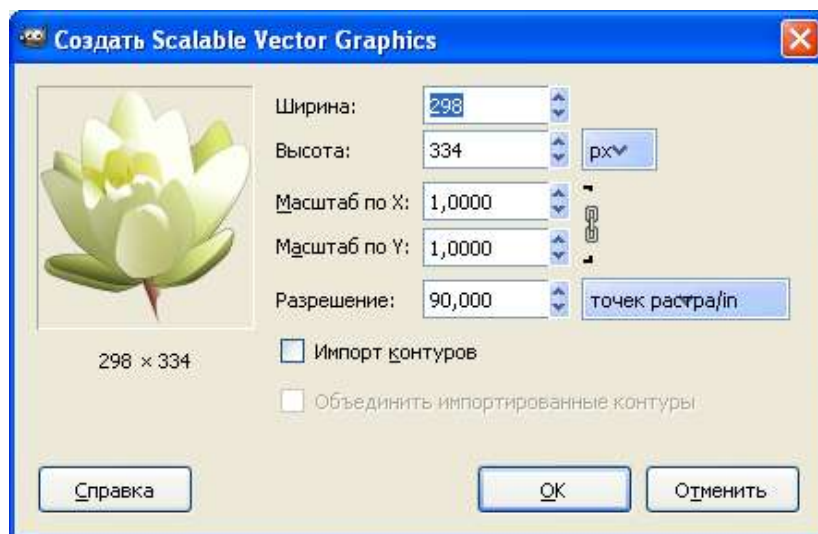 Создать Scalable Vector Graphics
Ширина: 298
Высота: 334 px
Масштаб по X: 1,0000
Масштаб по Y: 1,0000
Разрешение: 90,000 точек растра/in
298 × 334
Импорт контуров
Объединить импортированные контуры
Справка OK Отменить